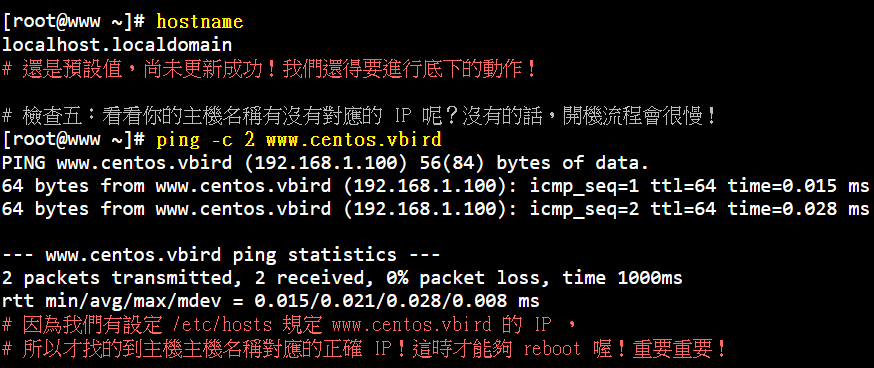 [root@www ~]# hostname
localhost.localdomain
# 還是預設值，尚未更新成功！我們還得要進行底下的動作！
# 檢查五：看看你的主機名稱有沒有對應的 IP 呢？沒有的話，開機流程會很慢！
[root@www ~]# ping -c 2 www.centos.vbird
PING www.centos.vbird (192.168.1.100) 56(84) bytes of data.
64 bytes from www.centos.vbird (192.168.1.100): icmp_seq=1 ttl=64 time=0.015 ms
64 bytes from www.centos.vbird (192.168.1.100): icmp_seq=2 ttl=64 time=0.028 ms
--- www.centos.vbird ping statistics ---
2 packets transmitted, 2 received, 0% packet loss, time 1000ms
rtt min/avg/max/mdev = 0.015/0.021/0.028/0.008 ms
# 因為我們有設定 /etc/hosts 規定 www.centos.vbird 的 IP ，
# 所以才找的到主機主機名稱對應的正確 IP！這時才能夠 reboot 喔！重要重要！